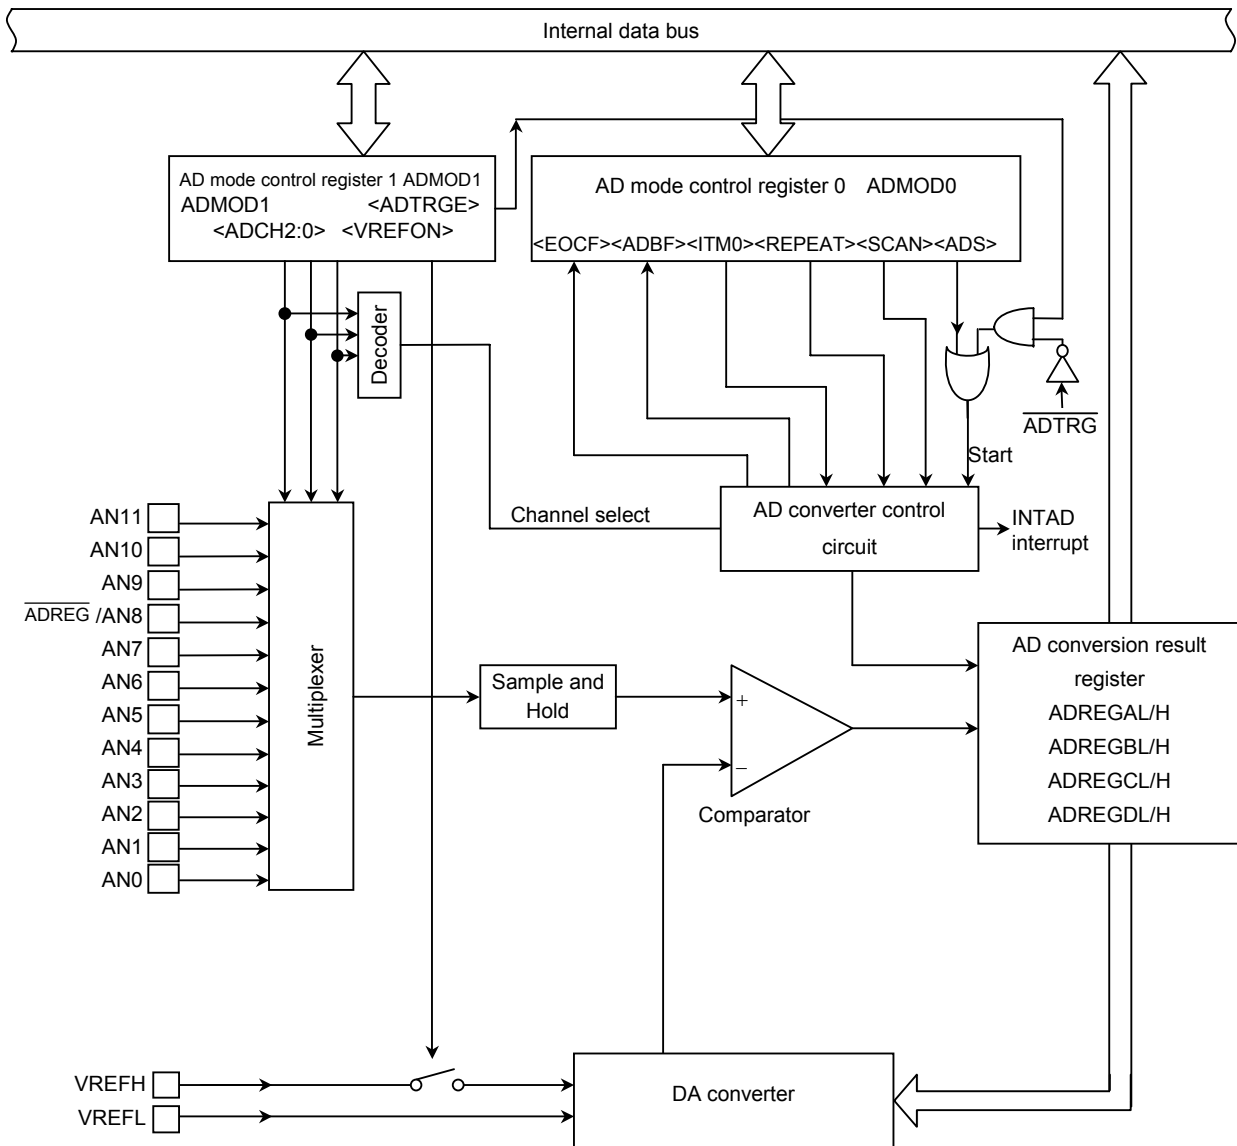 Internal data bus
AD mode control register 1 ADMOD1
ADMOD1 <ADTRGE>
<ADCH2:0> <VREFON>
AD mode control register 0 ADMOD0
<EOCF><ADBF><ITM0><REPEAT><SCAN><ADS>
Decoder
ADTRG
Start
Channel select
AD converter control
circuit
INTAD
interrupt
AN11
AN10
AN9
ADREG /AN8
AN7
AN6
AN5
AN4
AN3
AN2
AN1
AN0
Multiplexer
Sample and
Hold
+
−
Comparator
AD conversion result
register
ADREGAL/H
ADREGBL/H
ADREGCL/H
ADREGDL/H
VREFH
VREFL
DA converter